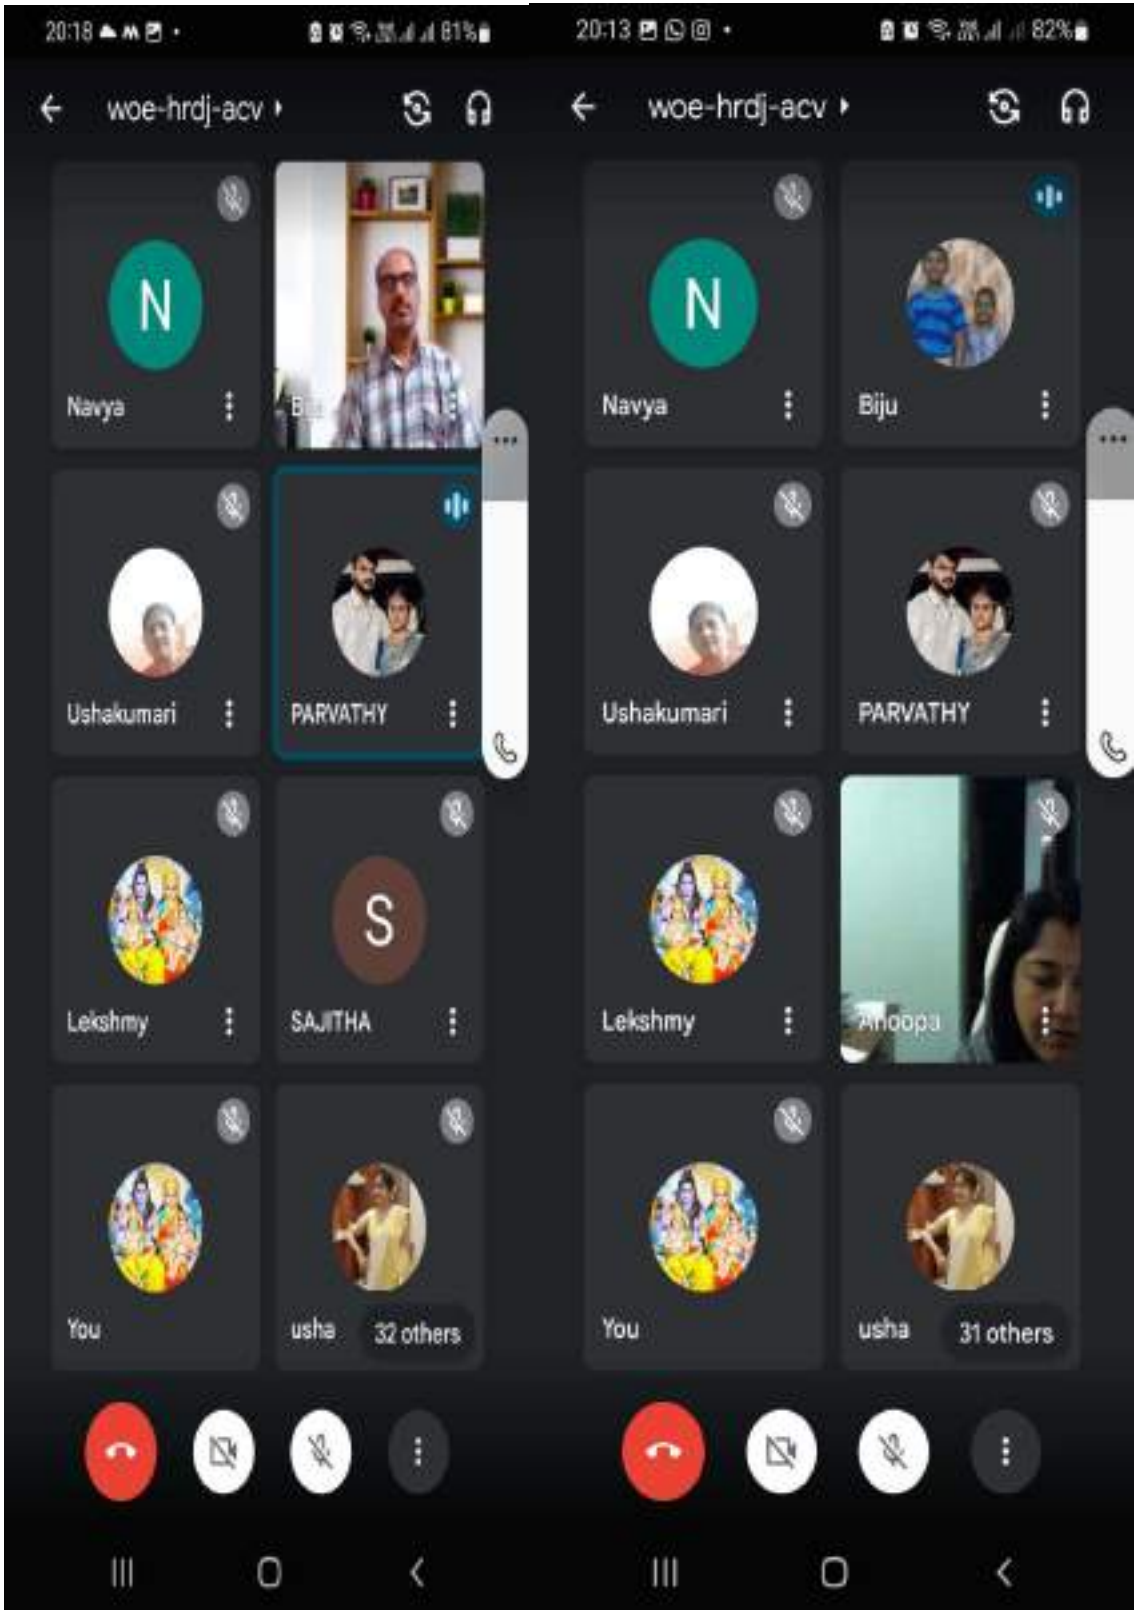 20:18 81%
woe-hrdj-acv
N
Navya
Ushakumari PARVATHY
S
Lekshmy SAJITHA
You usha 32 others
20:13 82%
woe-hrdj-acv
N
Navya Biju
Ushakumari PARVATHY
Lekshmy Anoopa
You usha 31 others